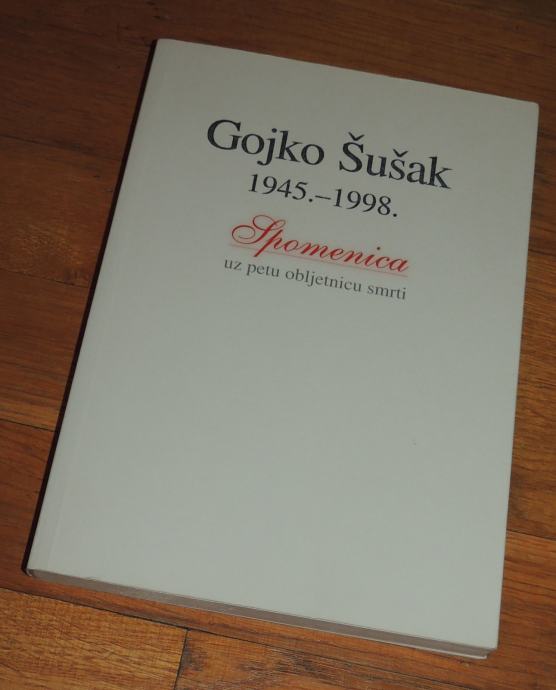 Gojko Šušak
1945.–1998.
Spomenica
uz petu obljetnicu smrti